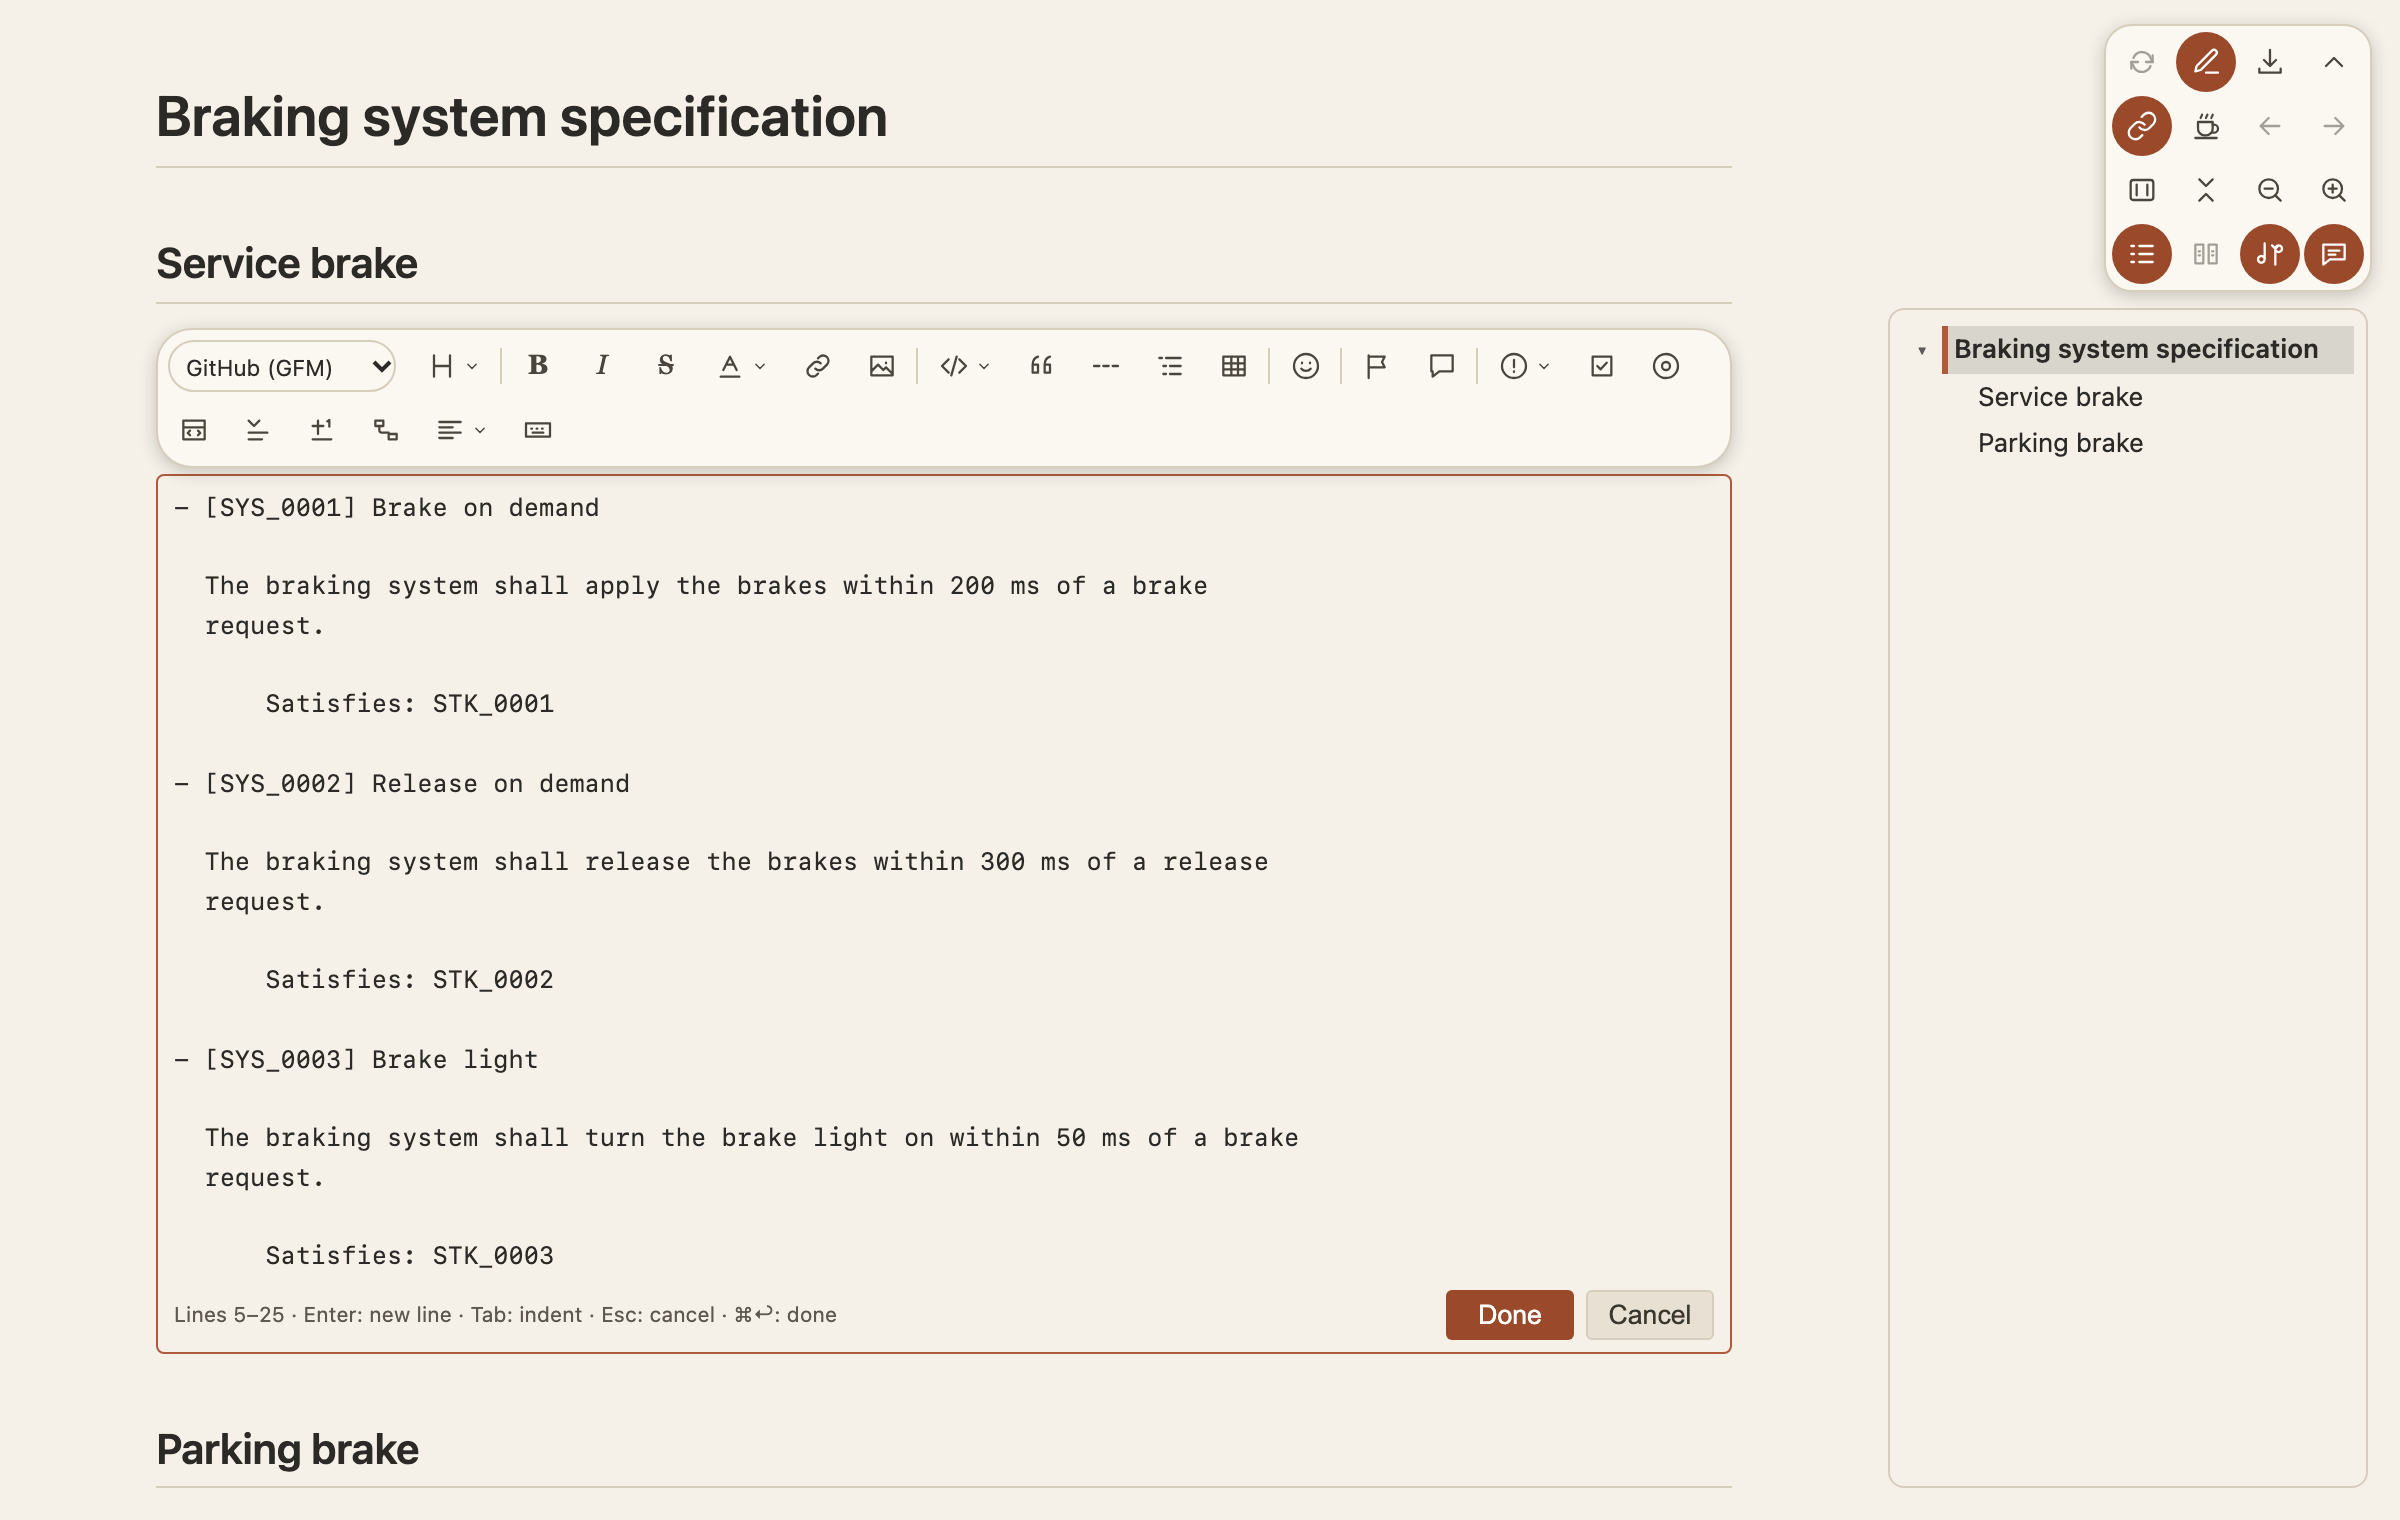 Braking system specification
Service brake
GitHub (GFM)
– [SYS_0001] Brake on demand
The braking system shall apply the brakes within 200 ms of a brake
request.
Satisfies: STK_0001
– [SYS_0002] Release on demand
The braking system shall release the brakes within 300 ms of a release
request.
Satisfies: STK_0002
– [SYS_0003] Brake light
The braking system shall turn the brake light on within 50 ms of a brake
request.
Satisfies: STK_0003
Lines 5–25 · Enter: new line · Tab: indent · Esc: cancel · ⌘↩: done
Done
Cancel
Parking brake
Braking system specification
Service brake
Parking brake